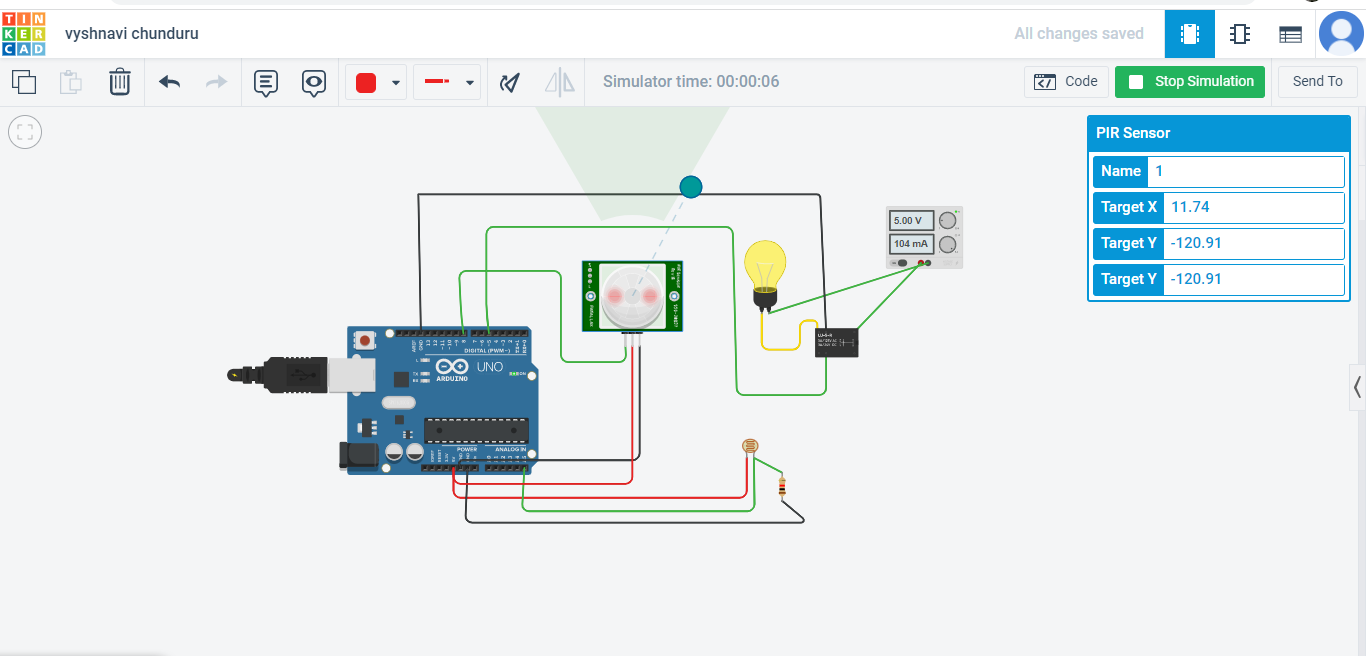 TIN
KER
CAD
vyshnavi chunduru
All changes saved
Simulator time: 00:00:06
Code
Stop Simulation
Send To
PIR Sensor
Name 1
Target X 11.74
Target Y -120.91
Target Y -120.91
5.00 V
104 mA
DIGITAL (PWM~)
UNO
ARDUINO
POWER
ANALOG IN